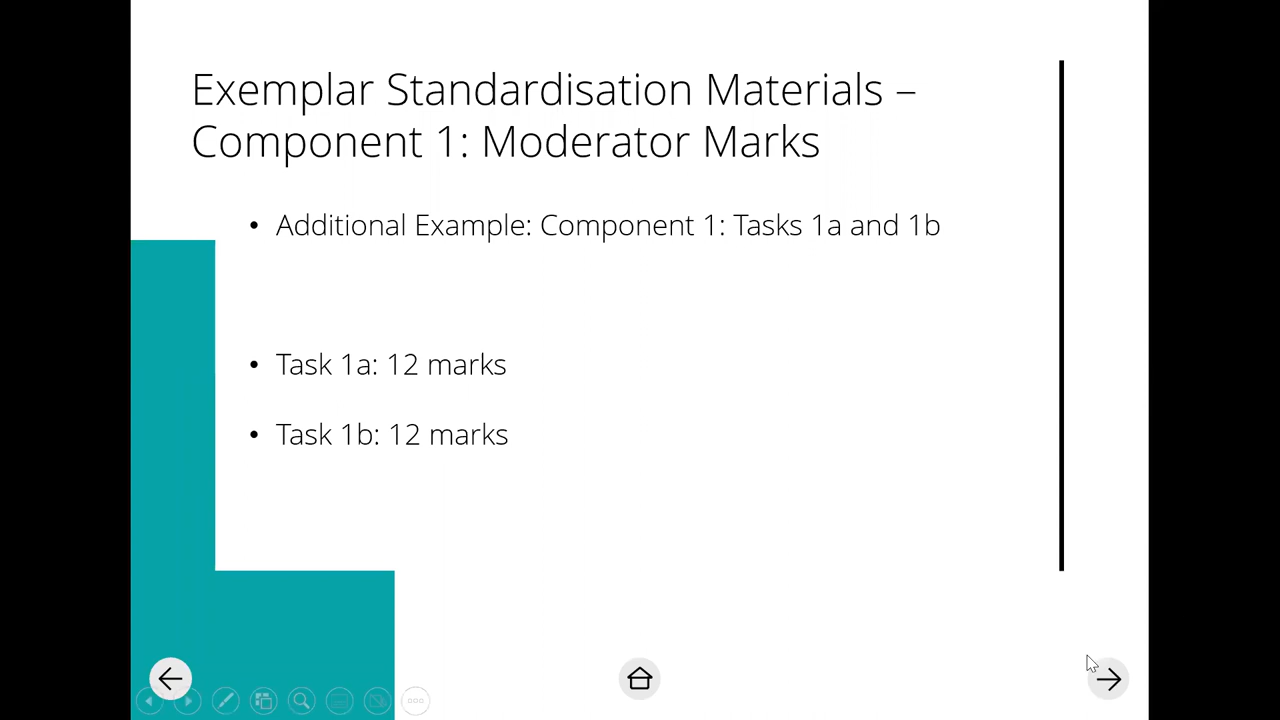 Exemplar Standardisation Materials –
Component 1: Moderator Marks
• Additional Example: Component 1: Tasks 1a and 1b
• Task 1a: 12 marks
• Task 1b: 12 marks